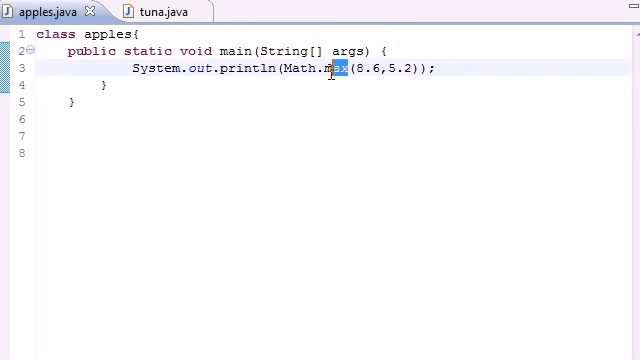 apples.java tuna.java
1 class apples{
2 public static void main(String[] args) {
3 System.out.println(Math.max(8.6,5.2));
4 }
5 }
6
7
8